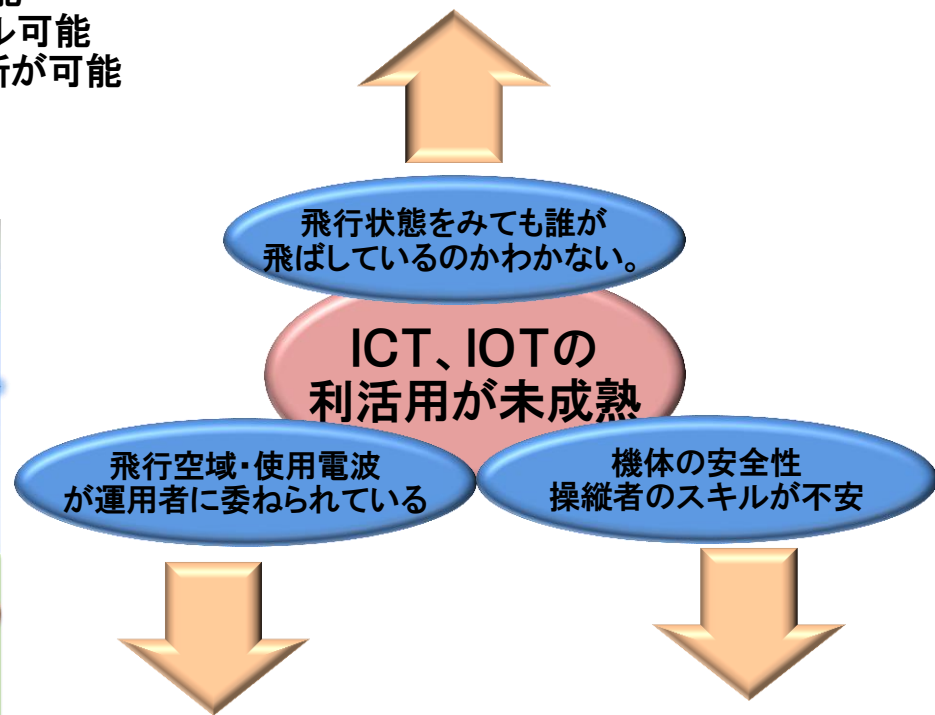 ル可能
が可能
飛行状態をみても誰が
飛ばしているのかわかない。
ICT、IOTの
利活用が未成熟
飛行空域・使用電波
が運用者に委ねられている
機体の安全性
操縦者のスキルが不安